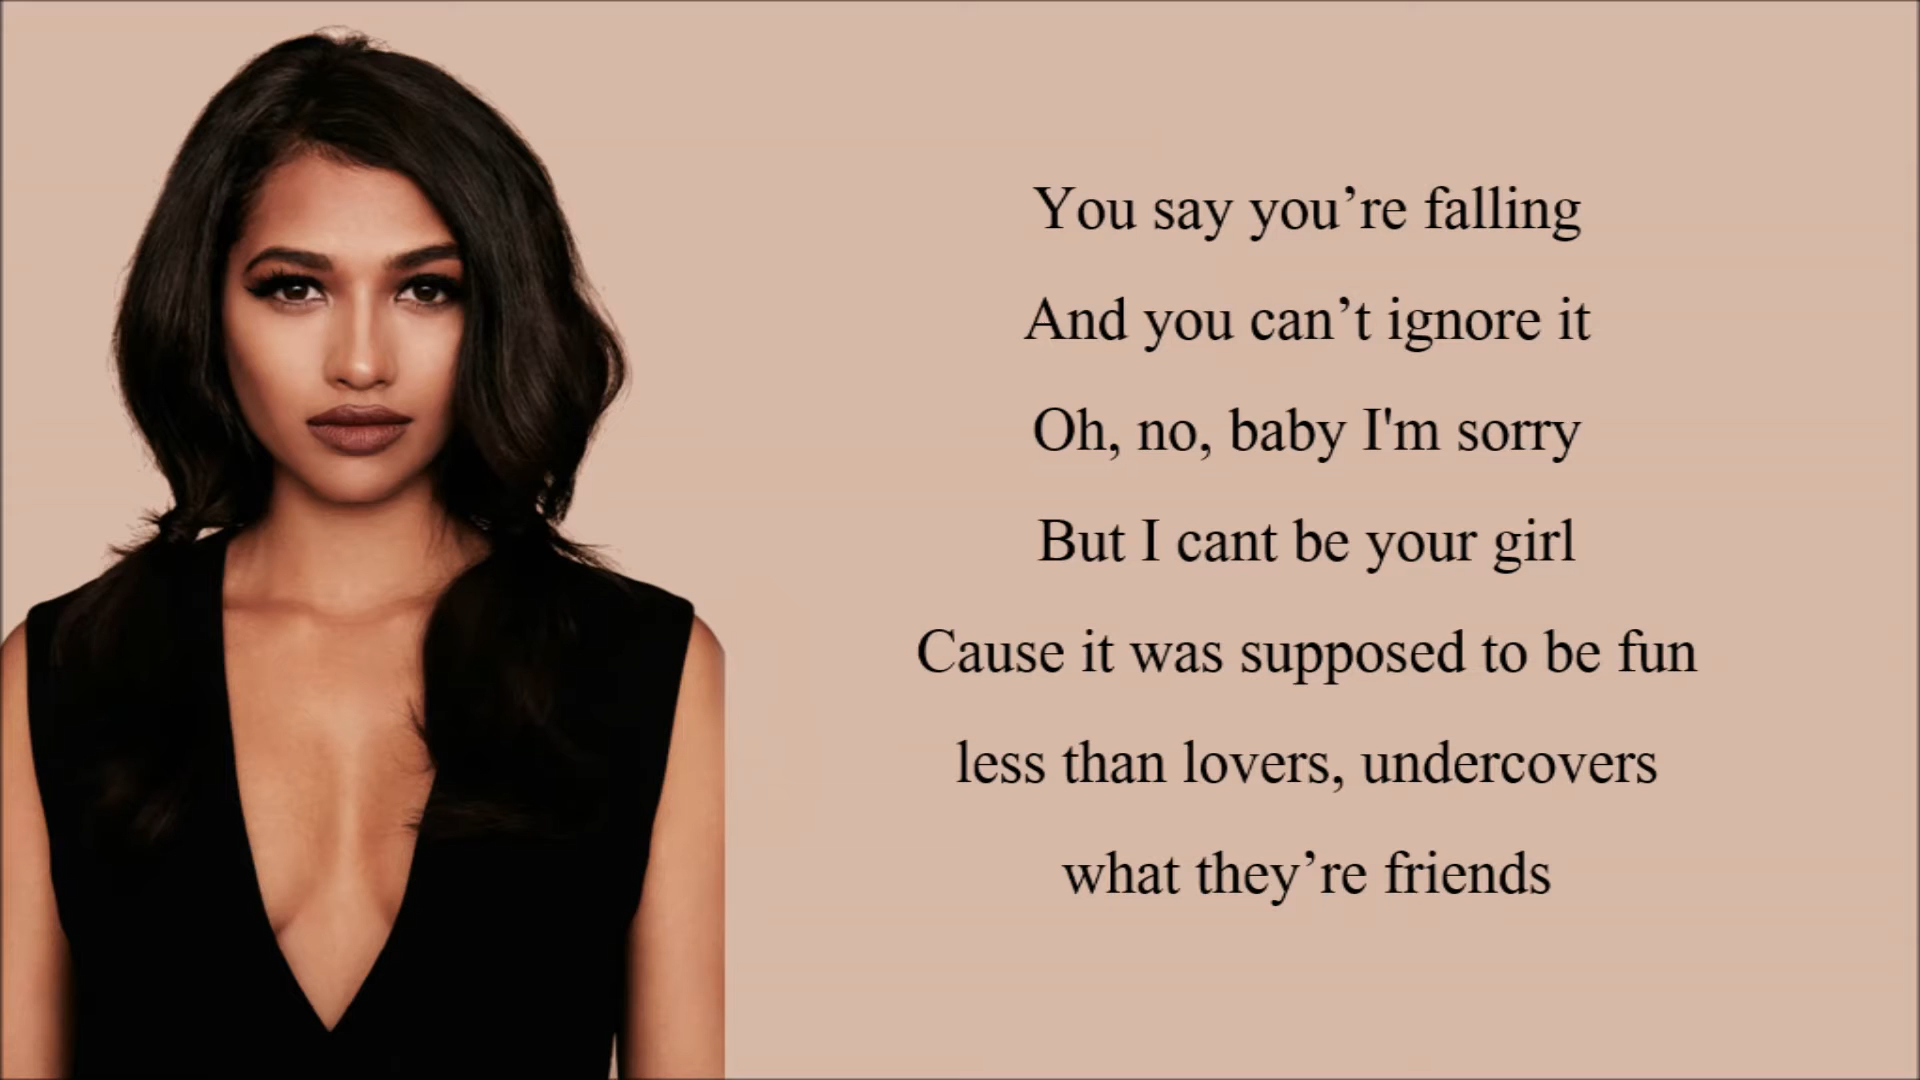 You say you’re falling
And you can’t ignore it
Oh, no, baby I'm sorry
But I cant be your girl
Cause it was supposed to be fun
less than lovers, undercovers
what they’re friends